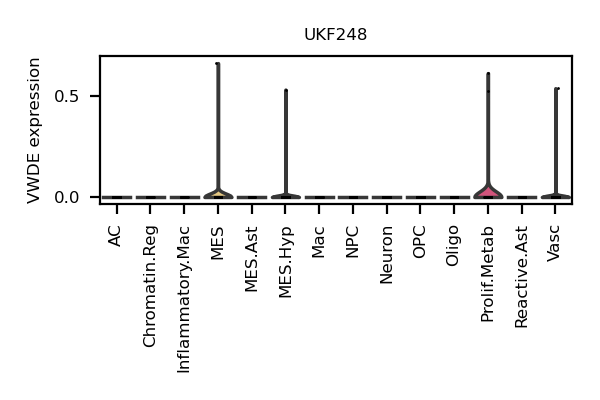 UKF248
VWDE expression
0.5
0.0
AC
Chromatin.Reg
Inflammatory.Mac
MES
MES.Ast
MES.Hyp
Mac
NPC
Neuron
OPC
Oligo
Prolif.Metab
Reactive.Ast
Vasc